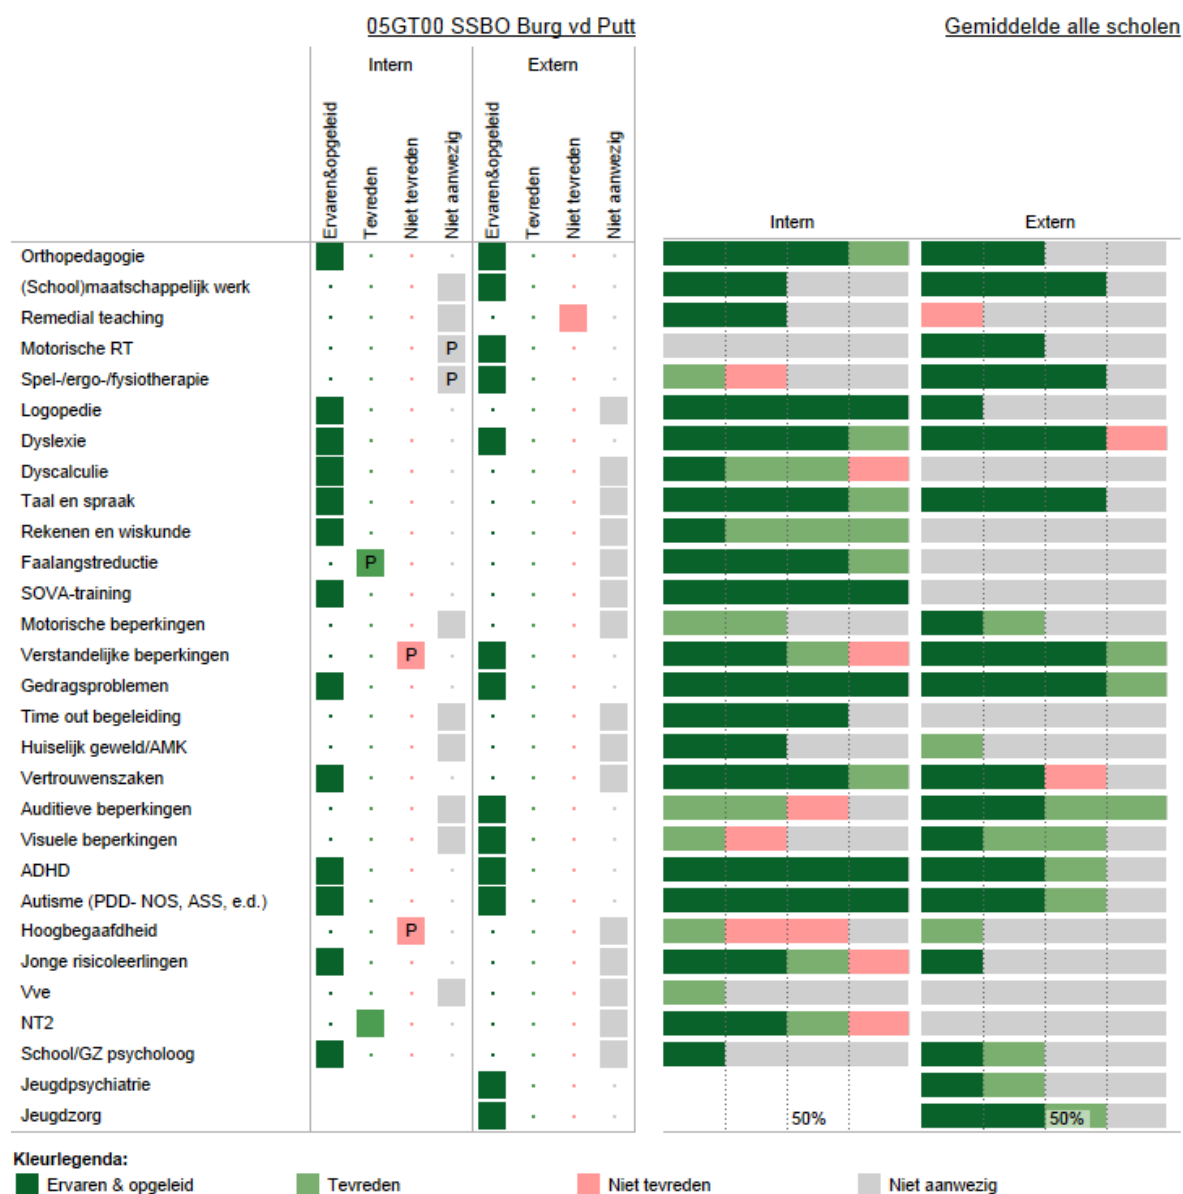 05GT00 SSBO Burg vd Putt
Gemiddelde alle scholen
Intern
Extern
Ervaren&opgeleid
Tevreden
Niet tevreden
Niet aanwezig
Ervaren&opgeleid
Tevreden
Niet tevreden
Niet aanwezig
Intern
Extern
Orthopedagogie
(School)maatschappelijk werk
Remedial teaching
Motorische RT P
Spel-/ergo-/fysiotherapie P
Logopedie
Dyslexie
Dyscalculie
Taal en spraak
Rekenen en wiskunde
Faalangstreductie P
SOVA-training
Motorische beperkingen
Verstandelijke beperkingen P
Gedragsproblemen
Time out begeleiding
Huiselijk geweld/AMK
Vertrouwenszaken
Auditieve beperkingen
Visuele beperkingen
ADHD
Autisme (PDD- NOS, ASS, e.d.)
Hoogbegaafdheid P
Jonge risicoleerlingen
Vve
NT2
School/GZ psycholoog
Jeugdpsychiatrie
Jeugdzorg 50% 50%
Kleurlegenda:
Ervaren & opgeleid Tevreden Niet tevreden Niet aanwezig